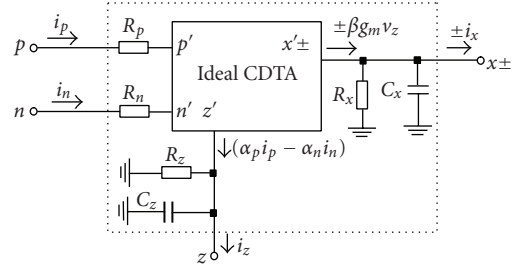 i_p
R_p
p
p′
x′±
±βg_m v_z
±i_x
x±
Ideal CDTA
i_n
R_n
n
n′
z′
R_x
C_x
(α_p i_p − α_n i_n)
R_z
C_z
z
i_z